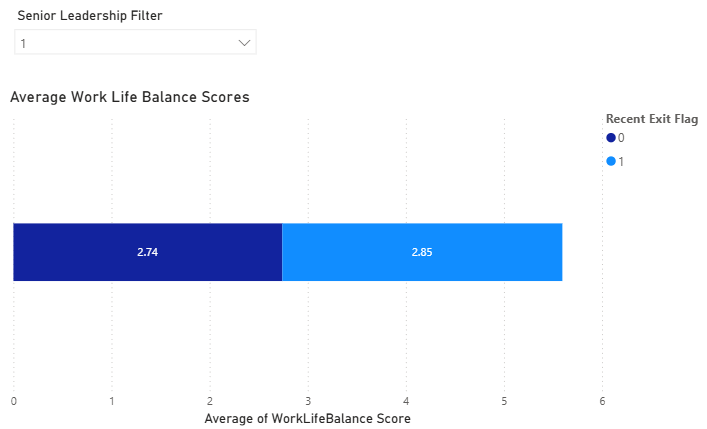 Senior Leadership Filter
1
Average Work Life Balance Scores
Recent Exit Flag
0
1
2.74 2.85
0 1 2 3 4 5 6
Average of WorkLifeBalance Score